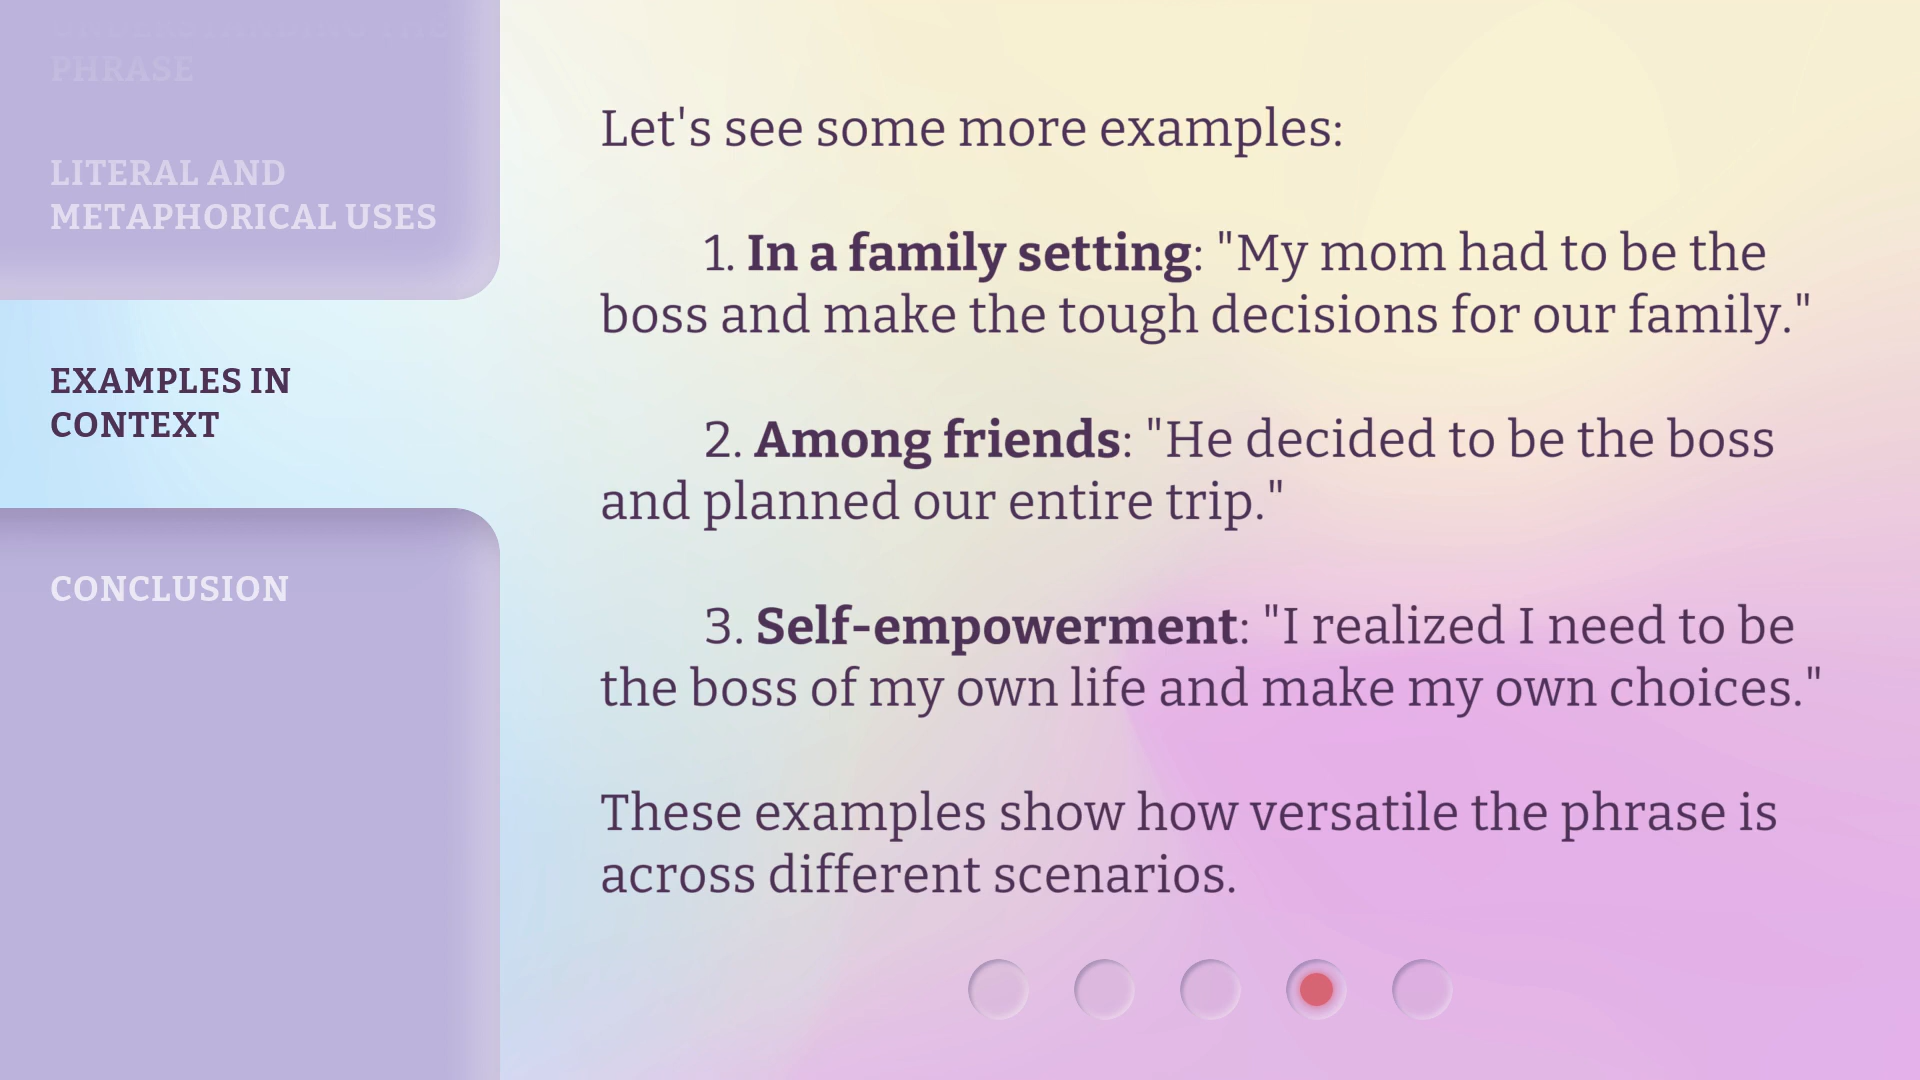 PHRASE
LITERAL AND
METAPHORICAL USES
EXAMPLES IN
CONTEXT
CONCLUSION
Let's see some more examples:
1. In a family setting: "My mom had to be the
boss and make the tough decisions for our family."
2. Among friends: "He decided to be the boss
and planned our entire trip."
3. Self-empowerment: "I realized I need to be
the boss of my own life and make my own choices."
These examples show how versatile the phrase is
across different scenarios.